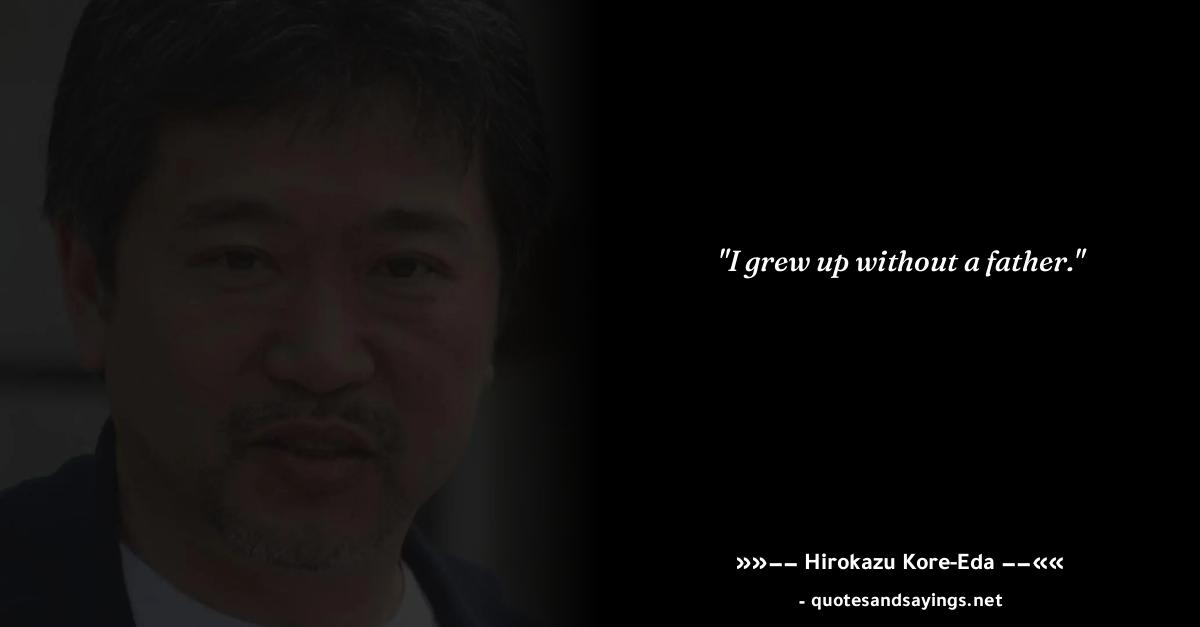 "I grew up without a father."
»»–– Hirokazu Kore-Eda ––««
- quotesandsayings.net